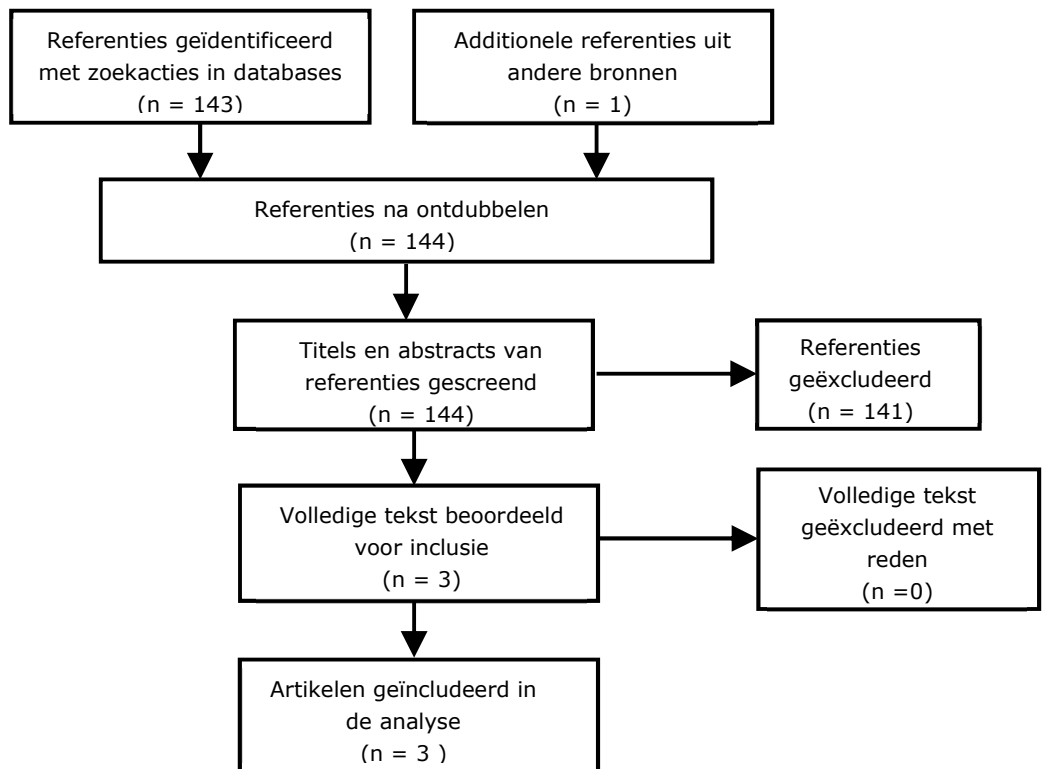 Referenties geïdentificeerd
met zoekacties in databases
(n = 143)
Additionele referenties uit
andere bronnen
(n = 1)
Referenties na ontdubbelen
(n = 144)
Titels en abstracts van
referenties gescreend
(n = 144)
Referenties
geëxcludeerd
(n = 141)
Volledige tekst beoordeeld
voor inclusie
(n = 3)
Volledige tekst
geëxcludeerd met
reden
(n =0)
Artikelen geïncludeerd in
de analyse
(n = 3 )